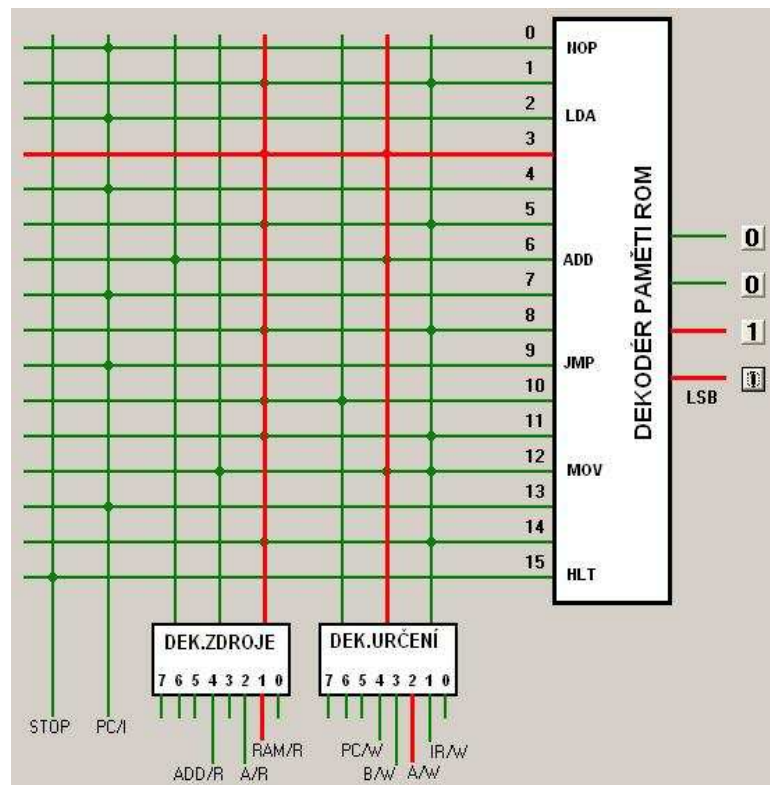 0
NOP
1
2
LDA
3
4
5
6
ADD
7
8
9
JMP
10
11
12
MOV
13
14
15
HLT
DEKODÉR PAMĚTI ROM
0
0
1
1
LSB
DEK.ZDROJE
7 6 5 4 3 2 1 0
DEK.URČENÍ
7 6 5 4 3 2 1 0
STOP
PC/I
RAM/R
ADD/R
A/R
PC/W
IR/W
B/W
A/W